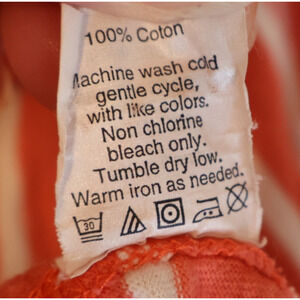 100% Coton
Machine wash cold
gentle cycle,
with like colors.
Non chlorine
bleach only.
Tumble dry low.
Warm iron as needed.
30